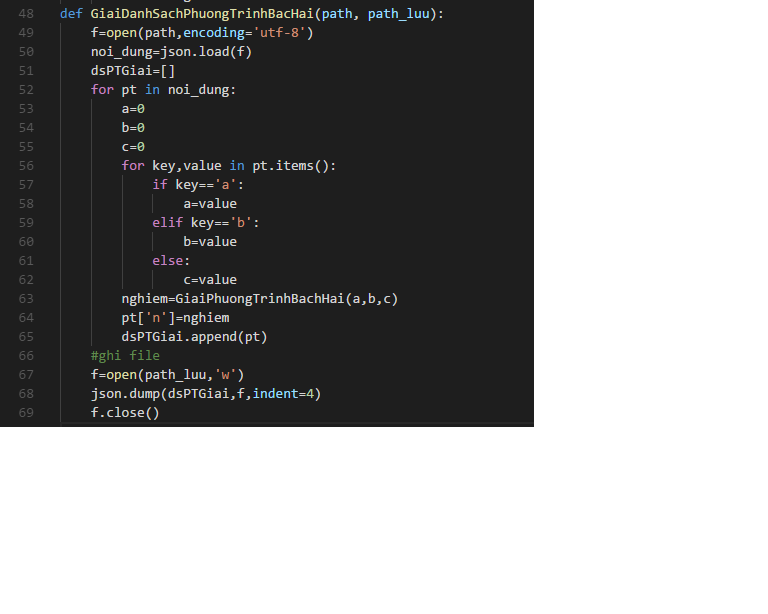 48 def GiaiDanhSachPhuongTrinhBacHai(path, path_luu):
49     f=open(path,encoding='utf-8')
50     noi_dung=json.load(f)
51     dsPTGiai=[]
52     for pt in noi_dung:
53         a=0
54         b=0
55         c=0
56         for key,value in pt.items():
57             if key=='a':
58                 a=value
59             elif key=='b':
60                 b=value
61             else:
62                 c=value
63         nghiem=GiaiPhuongTrinhBachHai(a,b,c)
64         pt['n']=nghiem
65         dsPTGiai.append(pt)
66     #ghi file
67     f=open(path_luu,'w')
68     json.dump(dsPTGiai,f,indent=4)
69     f.close()